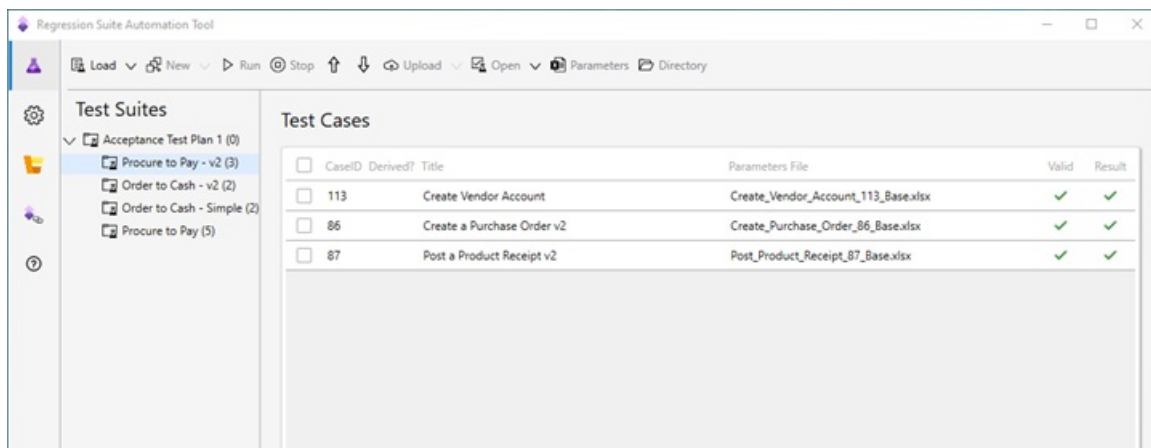 Regression Suite Automation Tool
Load New Run Stop Upload Open Parameters Directory
Test Suites
Acceptance Test Plan 1 (0)
Procure to Pay - v2 (3)
Order to Cash - v2 (2)
Order to Cash - Simple (2)
Procure to Pay (5)
Test Cases
CaseID Derived? Title Parameters File Valid Result
113 Create Vendor Account Create_Vendor_Account_113_Base.xlsx
86 Create a Purchase Order v2 Create_Purchase_Order_86_Base.xlsx
87 Post a Product Receipt v2 Post_Product_Receipt_87_Base.xlsx